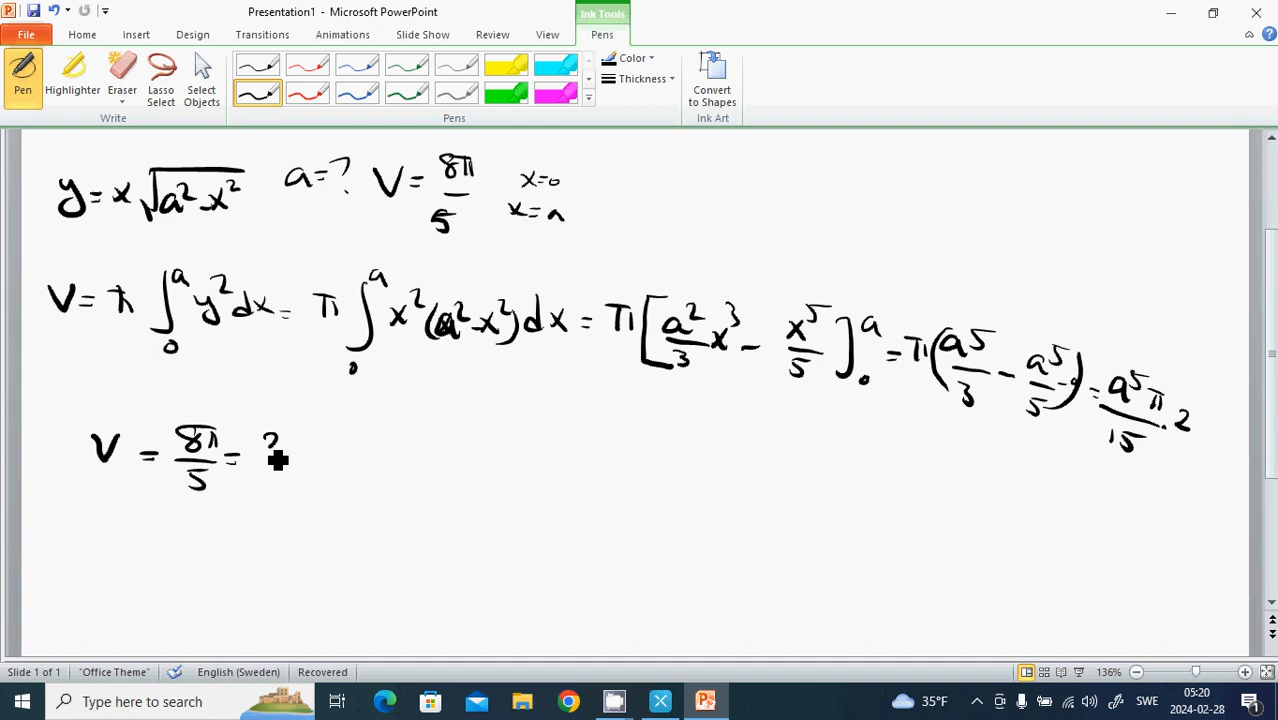 Presentation1 - Microsoft PowerPoint
Ink Tools
File Home Insert Design Transitions Animations Slide Show Review View Pens
Pen Highlighter Eraser Lasso Select Select Objects
Color
Thickness
Convert to Shapes
Write Pens Ink Art
y = x √(a² - x²) a = ? V = 8π/5 x=0
x = a
V = π ∫₀ᵃ y² dx = π ∫₀ᵃ x² (a² - x²) dx = π [a²/3 x³ - x⁵/5]₀ᵃ = π (a⁵/3 - a⁵/5) = a⁵π/15 · 2
V = 8π/5 = 2
Slide 1 of 1 "Office Theme" English (Sweden) Recovered 136%
Type here to search 35°F SWE 05:20
2024-02-28